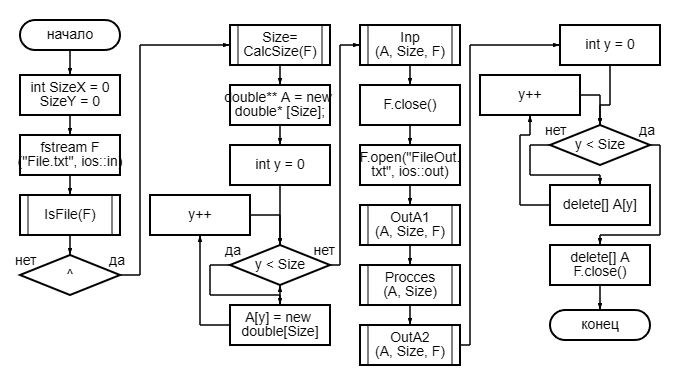 начало
int SizeX = 0
SizeY = 0
fstream F
("File.txt", ios::in)
IsFile(F)
нет
да
^
Size=
CalcSize(F)
double** A = new
double* [Size];
int y = 0
y++
да
нет
y < Size
A[y] = new
double[Size]
Inp
(A, Size, F)
F.close()
F.open("FileOut.
txt", ios::out)
OutA1
(A, Size, F)
Procces
(A, Size)
OutA2
(A, Size, F)
int y = 0
y++
нет
да
y < Size
delete[] A[y]
delete[] A
F.close()
конец